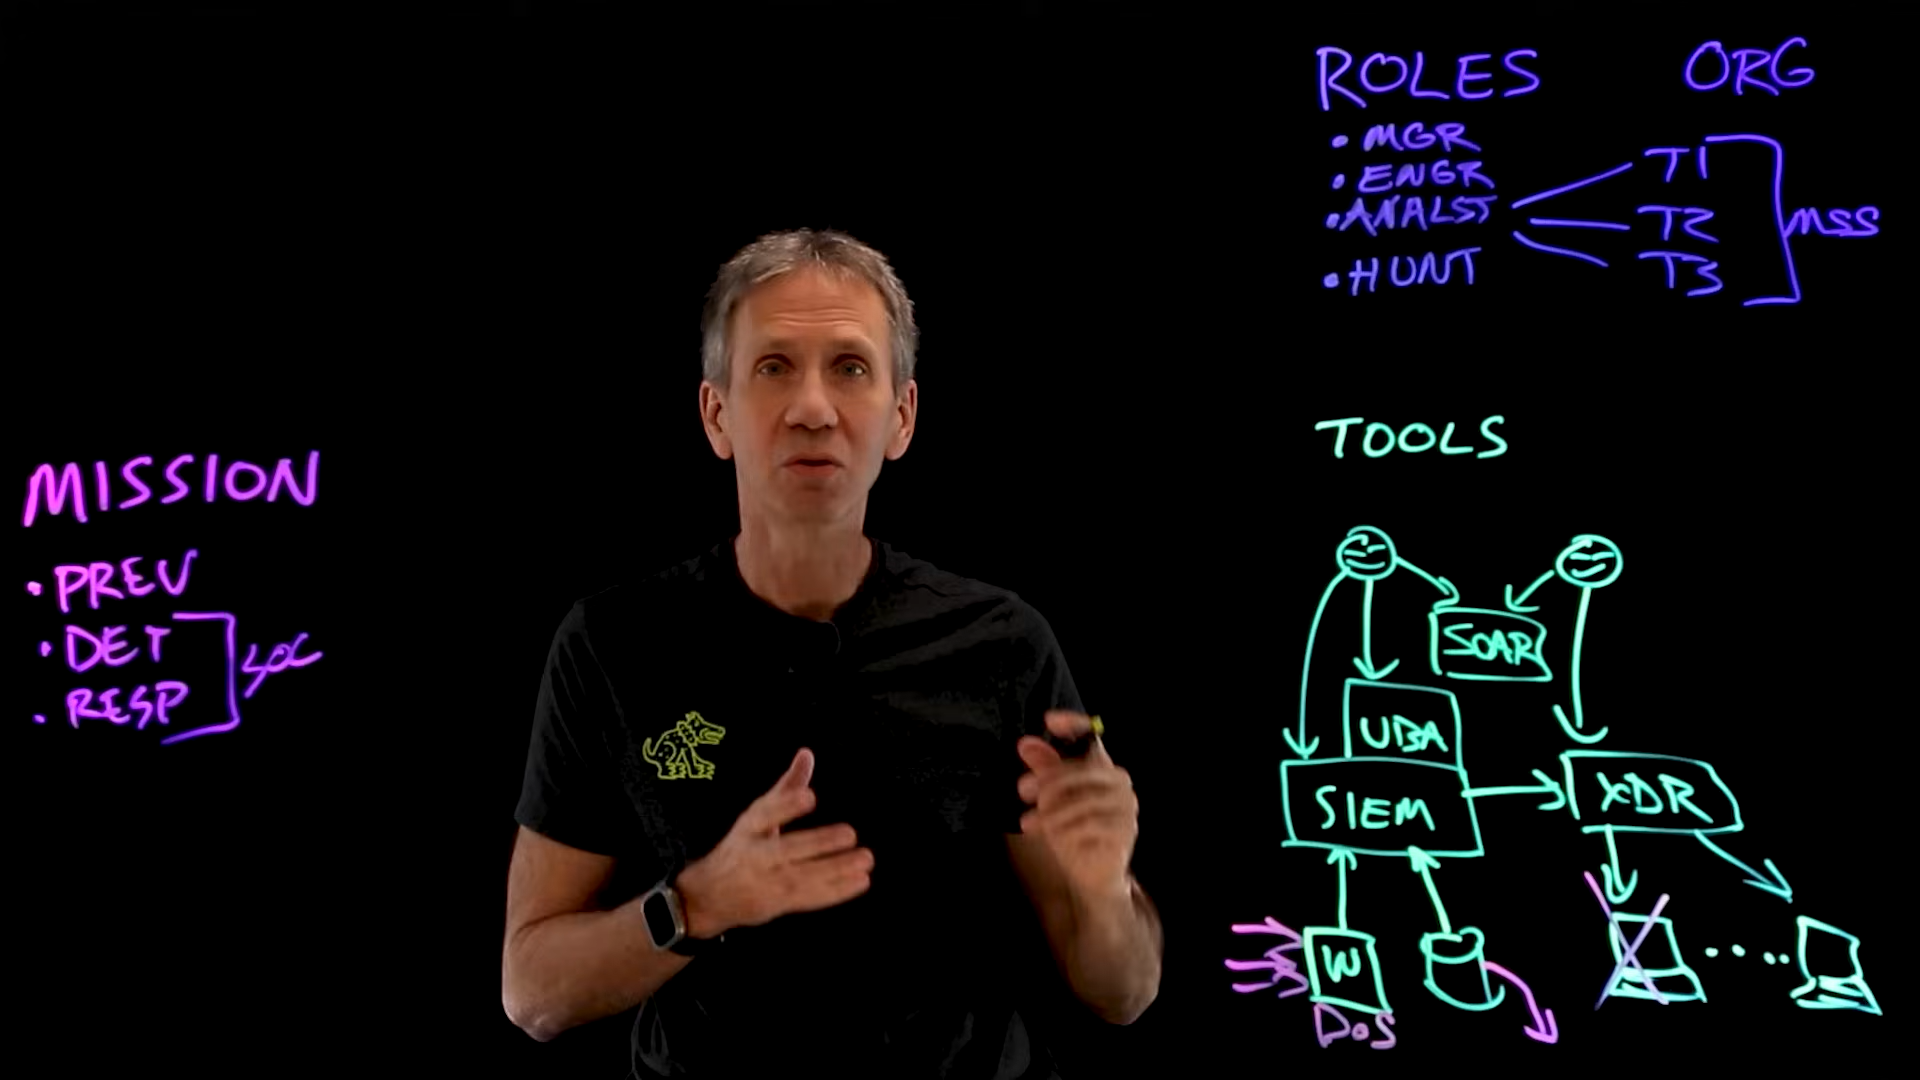 ROLES ORG
• MGR
• ENGR
• ANALST
• HUNT
T1
T2
T3
MSS
MISSION
• PREV
• DET
• RESP
SOC
TOOLS
SOAR
UBA
SIEM
XDR
W
DoS